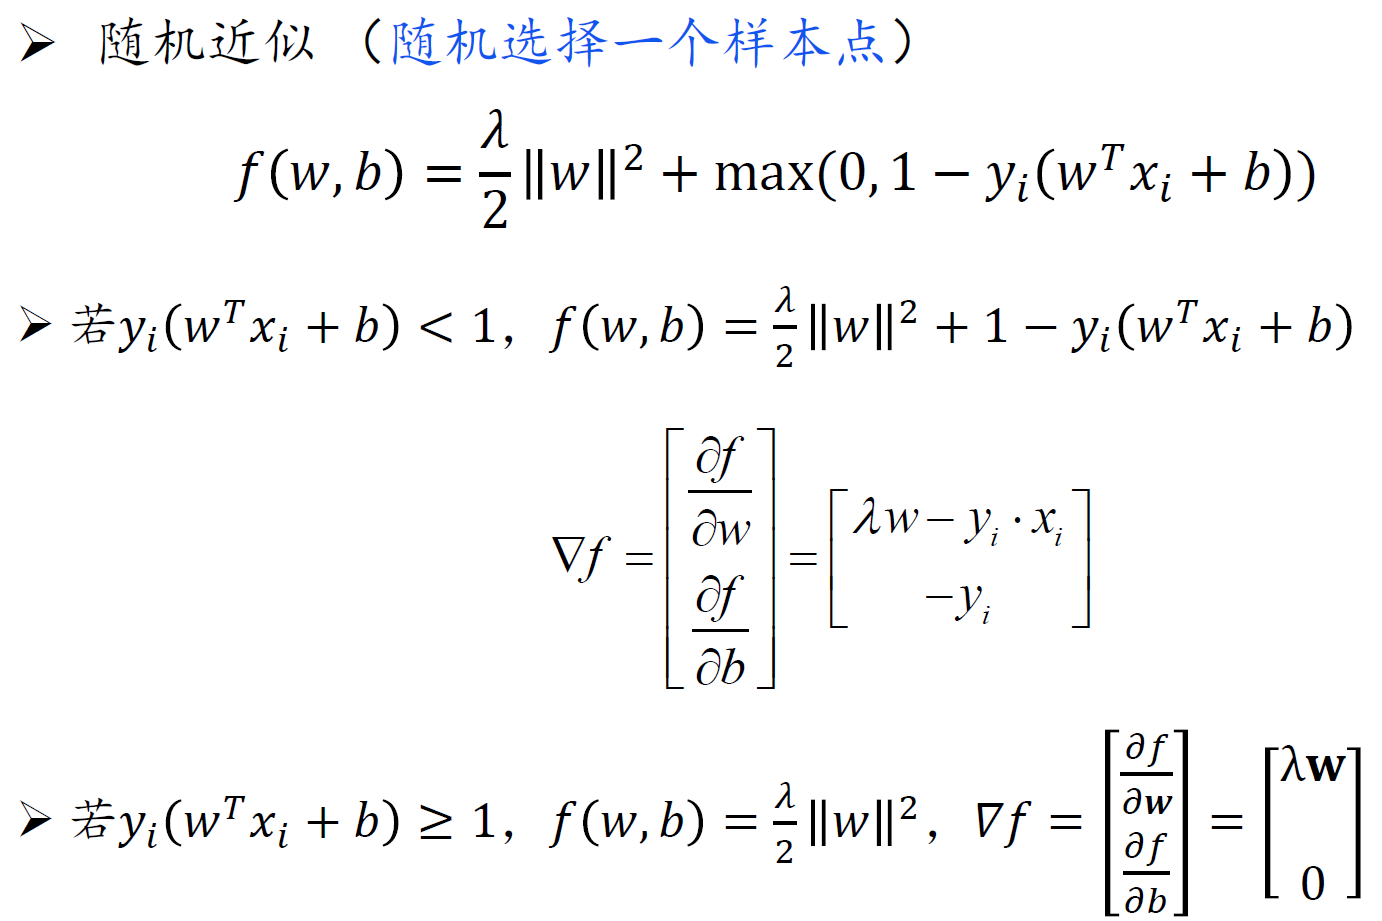 ➢ 随机近似（随机选择一个样本点）
f(w, b) = λ/2 ‖w‖² + max(0, 1 − yᵢ(wᵀxᵢ + b))
➢ 若yᵢ(wᵀxᵢ + b) < 1，f(w, b) = λ/2 ‖w‖² + 1 − yᵢ(wᵀxᵢ + b)
∇f = [∂f/∂w ∂f/∂b] = [λw − yᵢ · xᵢ −yᵢ]
➢ 若yᵢ(wᵀxᵢ + b) ≥ 1，f(w, b) = λ/2 ‖w‖²，∇f = [∂f/∂w ∂f/∂b] = [λw 0]